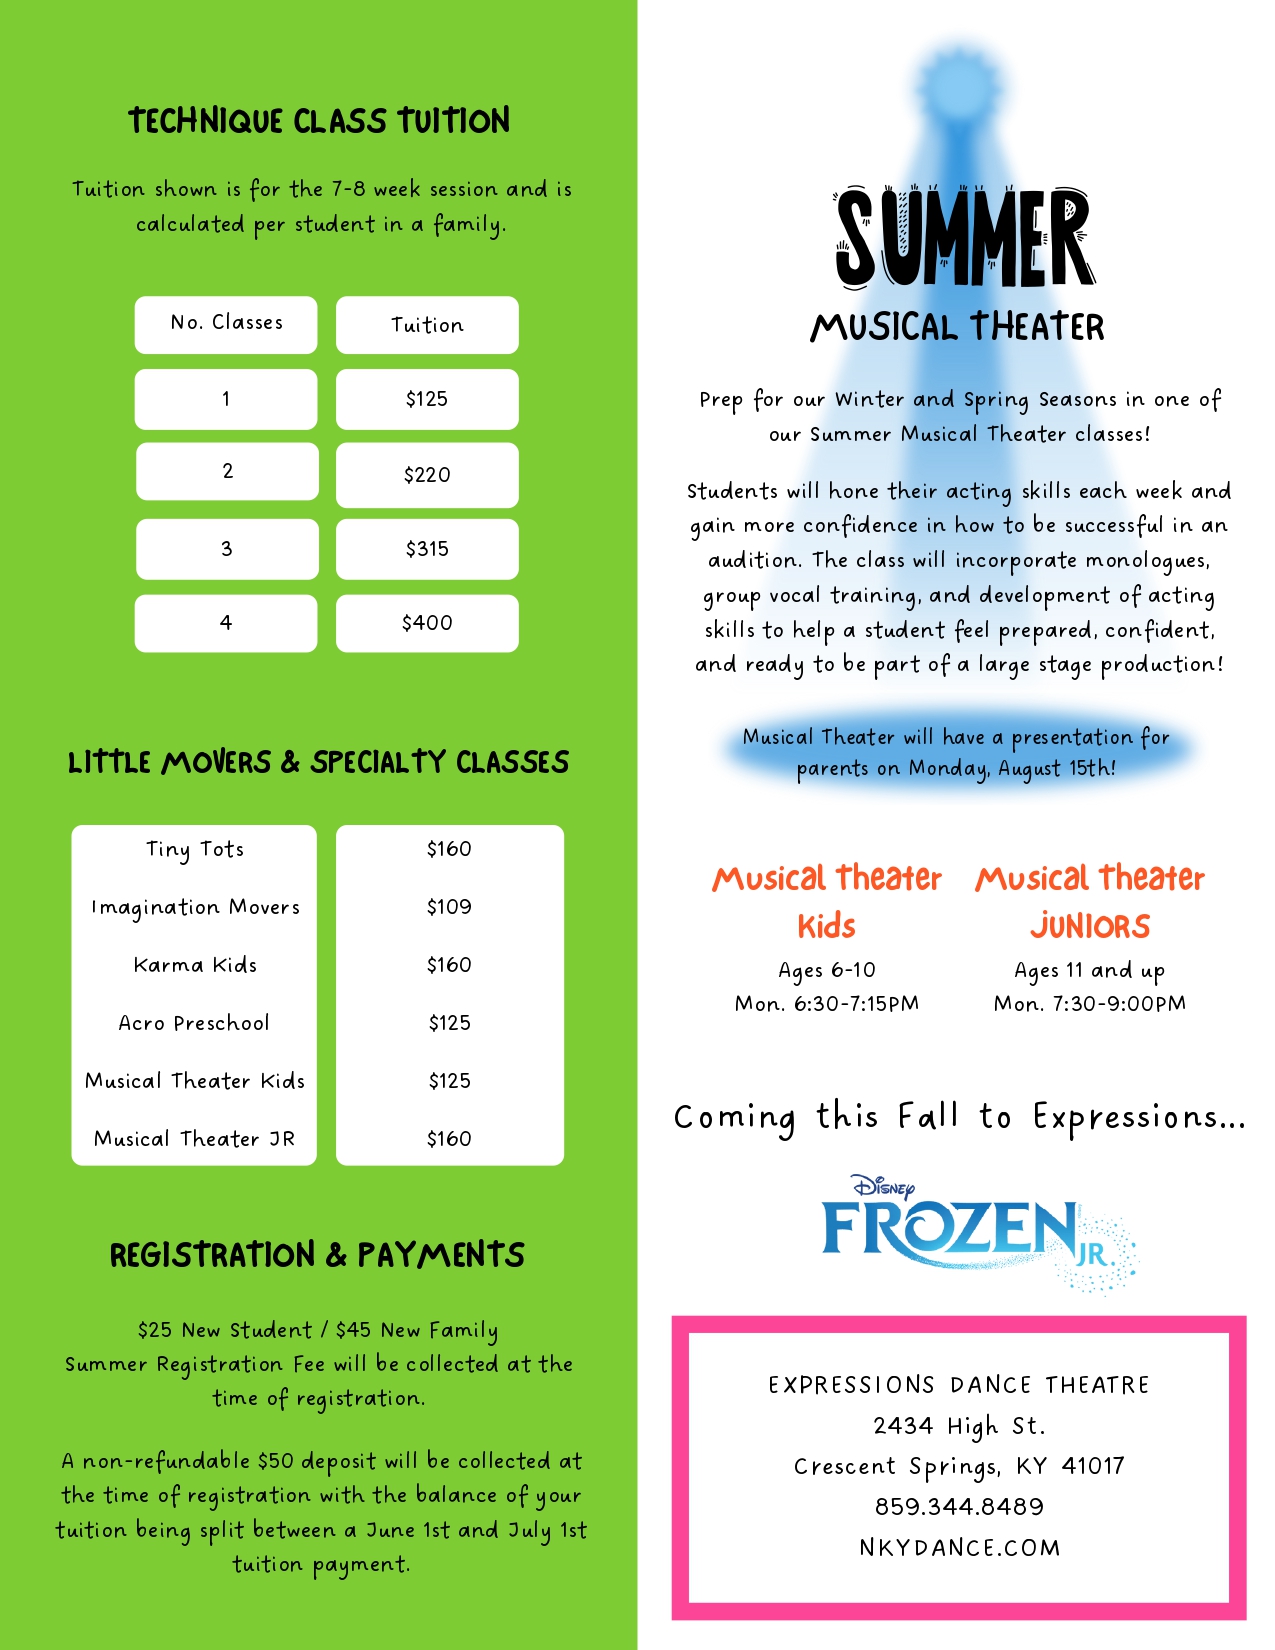 TECHNIQUE CLASS TUITION
Tuition shown is for the 7-8 week session and is
calculated per student in a family.
No. Classes Tuition
1 $125
2 $220
3 $315
4 $400
LITTLE MOVERS & SPECIALTY CLASSES
Tiny Tots $160
Imagination Movers $109
Karma Kids $160
Acro Preschool $125
Musical Theater Kids $125
Musical Theater JR $160
REGISTRATION & PAYMENTS
$25 New Student / $45 New Family
Summer Registration Fee will be collected at the
time of registration.
A non-refundable $50 deposit will be collected at
the time of registration with the balance of your
tuition being split between a June 1st and July 1st
tuition payment.
SUMMER
MUSICAL THEATER
Prep for our Winter and Spring Seasons in one of
our Summer Musical Theater classes!
Students will hone their acting skills each week and
gain more confidence in how to be successful in an
audition. The class will incorporate monologues,
group vocal training, and development of acting
skills to help a student feel prepared, confident,
and ready to be part of a large stage production!
Musical Theater will have a presentation for
parents on Monday, August 15th!
Musical Theater
Kids
Ages 6-10
Mon. 6:30-7:15PM
Musical Theater
JUNIORS
Ages 11 and up
Mon. 7:30-9:00PM
Coming this Fall to Expressions...
Disney
FROZEN
JR.
EXPRESSIONS DANCE THEATRE
2434 High St.
Crescent Springs, KY 41017
859.344.8489
NKYDANCE.COM